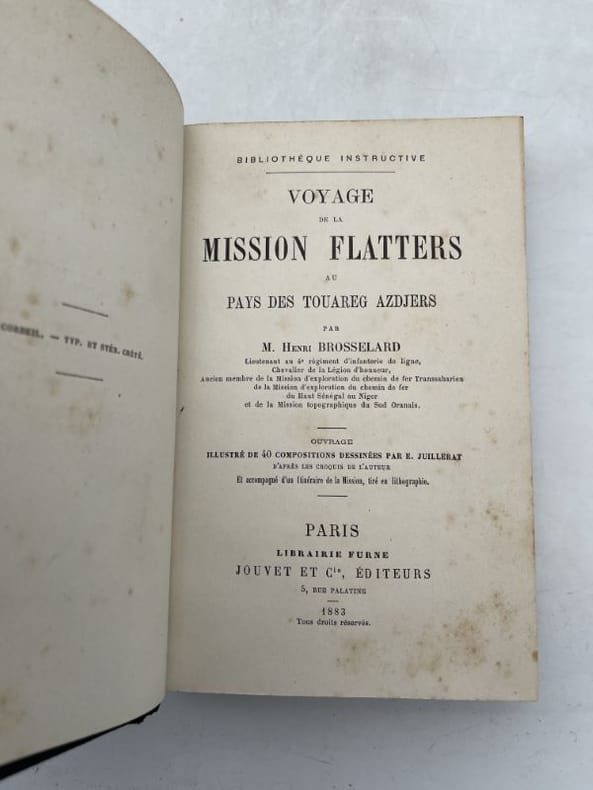 CORBEIL. — TYP. ET STÉR. CRÉTÉ.
BIBLIOTHÈQUE INSTRUCTIVE
VOYAGE
DE LA
MISSION FLATTERS
AU
PAYS DES TOUAREG AZDJERS
PAR
M. HENRI BROSSELARD
Lieutenant au 4e régiment d'infanterie de ligne,
Chevalier de la Légion d'honneur,
Ancien membre de la Mission d'exploration du chemin de fer Transsaharien
de la Mission d'exploration du chemin de fer
du Haut Sénégal au Niger
et de la Mission topographique du Sud Oranais.
OUVRAGE
ILLUSTRÉ DE 40 COMPOSITIONS DESSINÉES PAR E. JUILLERAT
D'APRÈS LES CROQUIS DE L'AUTEUR
Et accompagné d'un Itinéraire de la Mission, tiré en lithographie.
PARIS
LIBRAIRIE FURNE
JOUVET ET Cie, ÉDITEURS
5, RUE PALATINE
1883
Tous droits réservés.